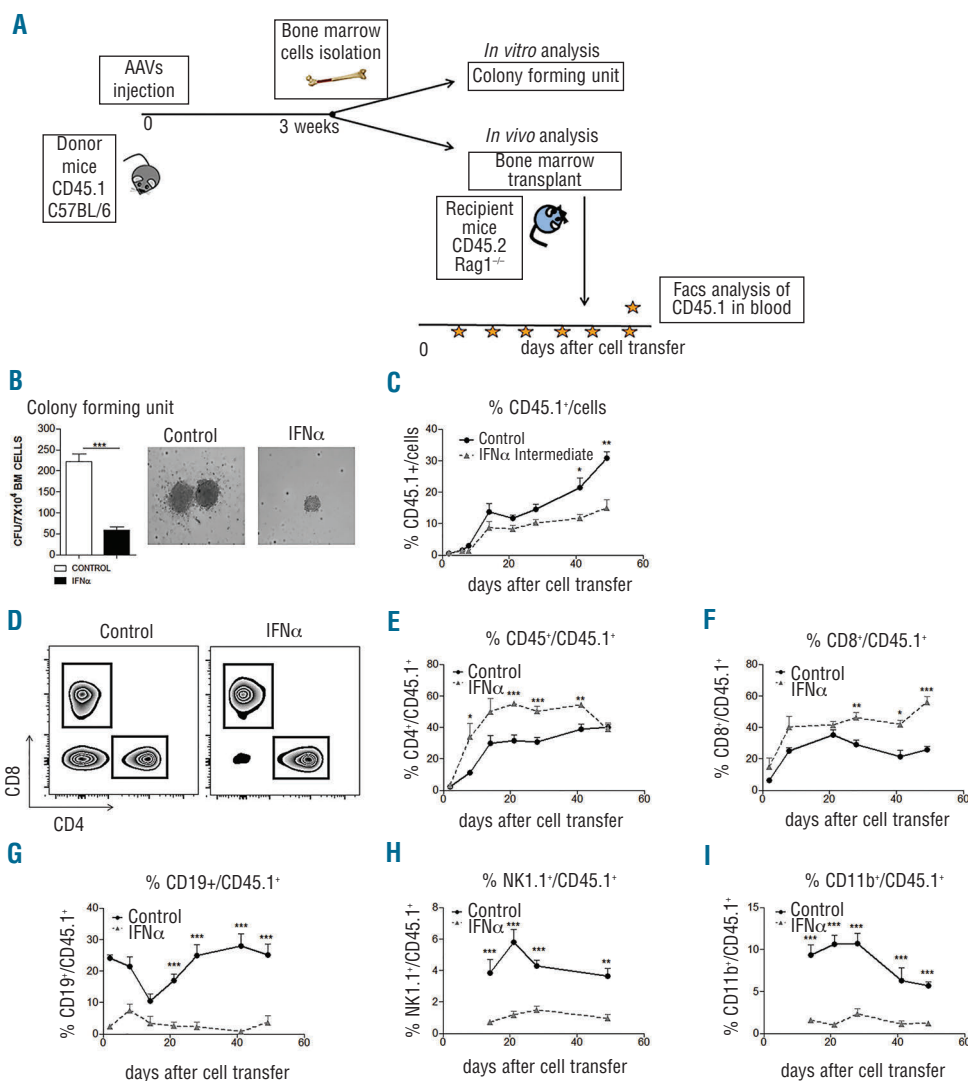 A
AAVs
injection
Bone marrow
cells isolation
In vitro analysis
Colony forming unit
0
3 weeks
In vivo analysis
Bone marrow
transplant
Donor
mice
CD45.1
C57BL/6
Recipient
mice
CD45.2
Rag1–/–
Facs analysis of
CD45.1 in blood
0
days after cell transfer
B
Colony forming unit
CFU/7X10⁴ BM CELLS
300
250
200
150
100
50
0
***
CONTROL
IFNα
Control
IFNα
C
% CD45.1⁺/cells
Control
IFNα Intermediate
% CD45.1+/cells
40
30
20
10
0
* **
0 20 40 60
days after cell transfer
D
Control
IFNα
CD8
CD4
E
% CD45⁺/CD45.1⁺
Control
IFNα
% CD4⁺/CD45.1⁺
80
60
40
20
0
* *** *** **
0 20 40 60
days after cell transfer
F
% CD8⁺/CD45.1⁺
Control
IFNα
% CD8⁺/CD45.1⁺
80
60
40
20
0
** * ***
0 20 40 60
days after cell transfer
G
% CD19+/CD45.1⁺
Control
IFNα
% CD19⁺/CD45.1⁺
40
30
20
10
0
*** *** *** ***
0 20 40 60
days after cell transfer
H
% NK1.1⁺/CD45.1⁺
Control
IFNα
% NK1.1⁺/CD45.1⁺
8
6
4
2
0
*** *** *** **
0 20 40 60
days after cell transfer
I
% CD11b⁺/CD45.1⁺
Control
IFNα
% CD11b⁺/CD45.1⁺
15
10
5
0
*** *** *** *** ***
0 20 40 60
days after cell transfer